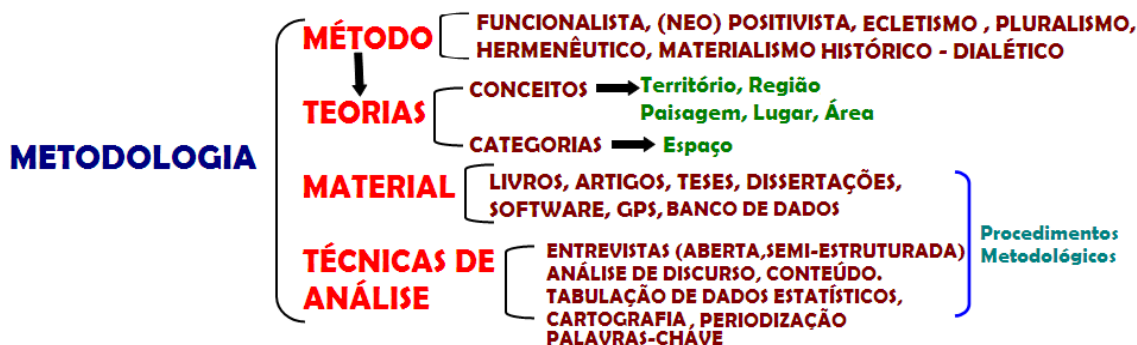 METODOLOGIA
MÉTODO
FUNCIONALISTA, (NEO) POSITIVISTA, ECLETISMO , PLURALISMO,
HERMENÊUTICO, MATERIALISMO HISTÓRICO - DIALÉTICO
TEORIAS
CONCEITOS
Território, Região
Paisagem, Lugar, Área
CATEGORIAS
Espaço
MATERIAL
LIVROS, ARTIGOS, TESES, DISSERTAÇÕES,
SOFTWARE, GPS, BANCO DE DADOS
TÉCNICAS DE
ANÁLISE
ENTREVISTAS (ABERTA,SEMI-ESTRUTURADA)
ANÁLISE DE DISCURSO, CONTEÚDO.
TABULAÇÃO DE DADOS ESTATÍSTICOS,
CARTOGRAFIA , PERIODIZAÇÃO
PALAVRAS-CHAVE
Procedimentos
Metodológicos